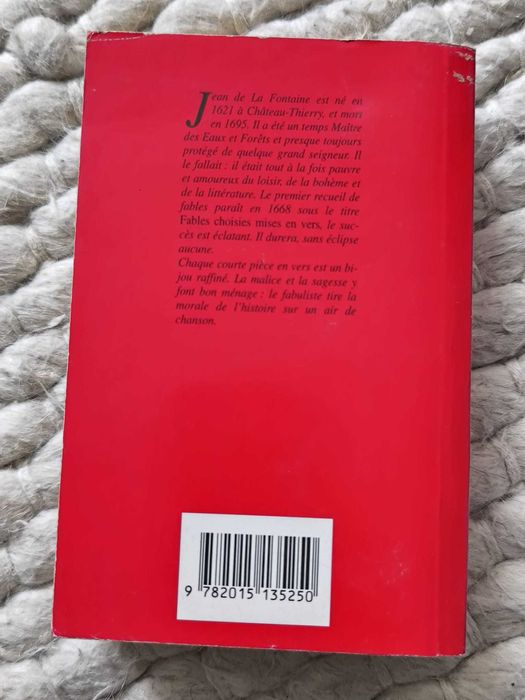 Jean de La Fontaine est né en
1621 à Château-Thierry, et mort
en 1695. Il a été un temps Maître
des Eaux et Forêts et presque toujours
protégé de quelque grand seigneur. Il
le fallait : il était tout à la fois pauvre
et amoureux du loisir, de la bohème et
de la littérature. Le premier recueil de
fables paraît en 1668 sous le titre
Fables choisies mises en vers, le suc-
cès est éclatant. Il durera, sans éclipse
aucune.
Chaque courte pièce en vers est un bi-
jou raffiné. La malice et la sagesse y
font bon ménage : le fabuliste tire la
morale de l'histoire sur un air de
chanson.
9 782015 135250